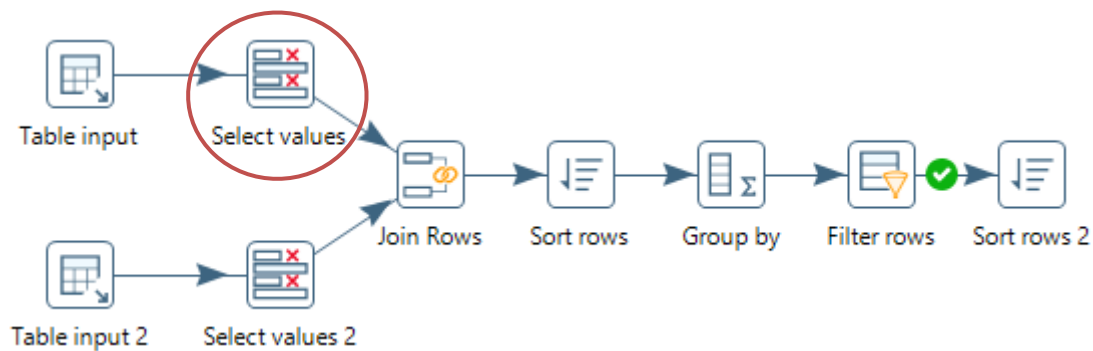 Table input
Select values
Join Rows
Sort rows
Group by
Σ
Filter rows
Sort rows 2
Table input 2
Select values 2